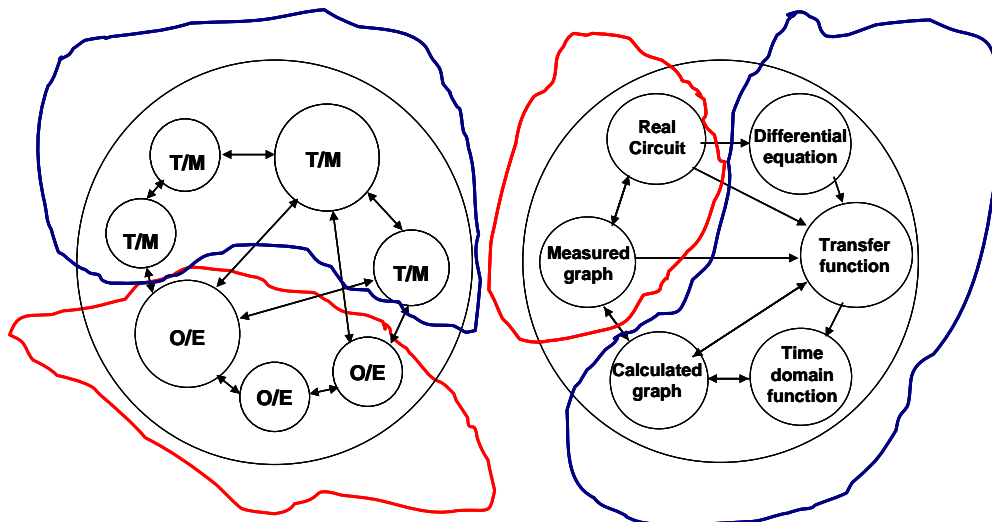 T/M
T/M
T/M
T/M
O/E
O/E
O/E
Real
Circuit
Differential
equation
Measured
graph
Transfer
function
Calculated
graph
Time
domain
function